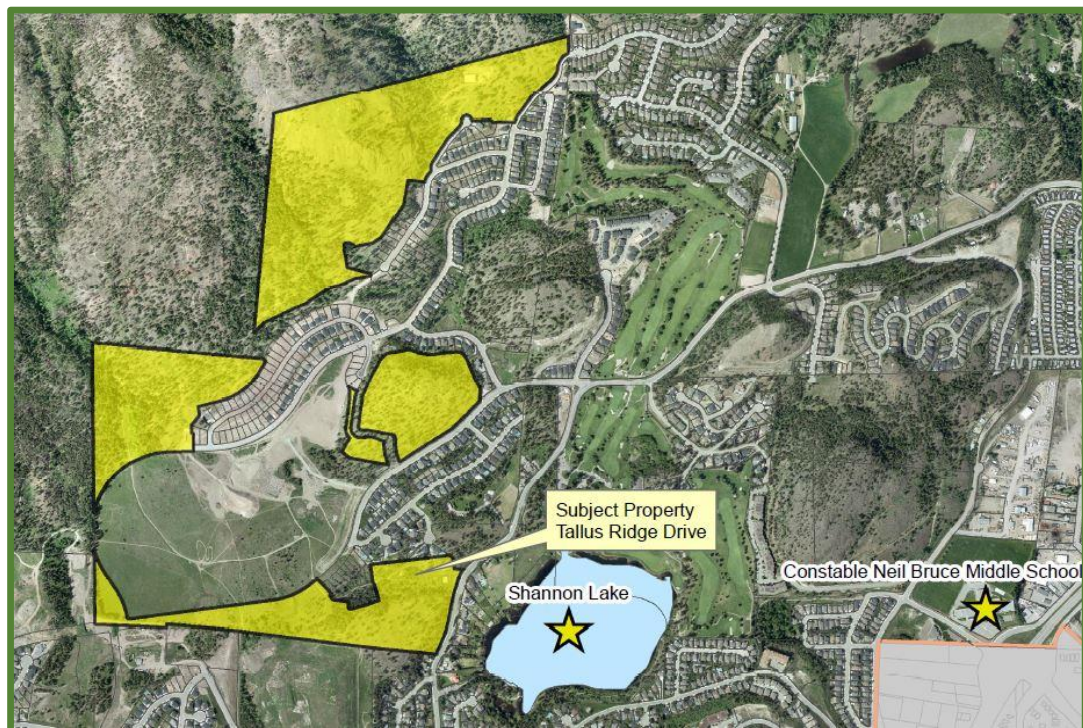 Subject Property
Tallus Ridge Drive
Shannon Lake
Constable Neil Bruce Middle School